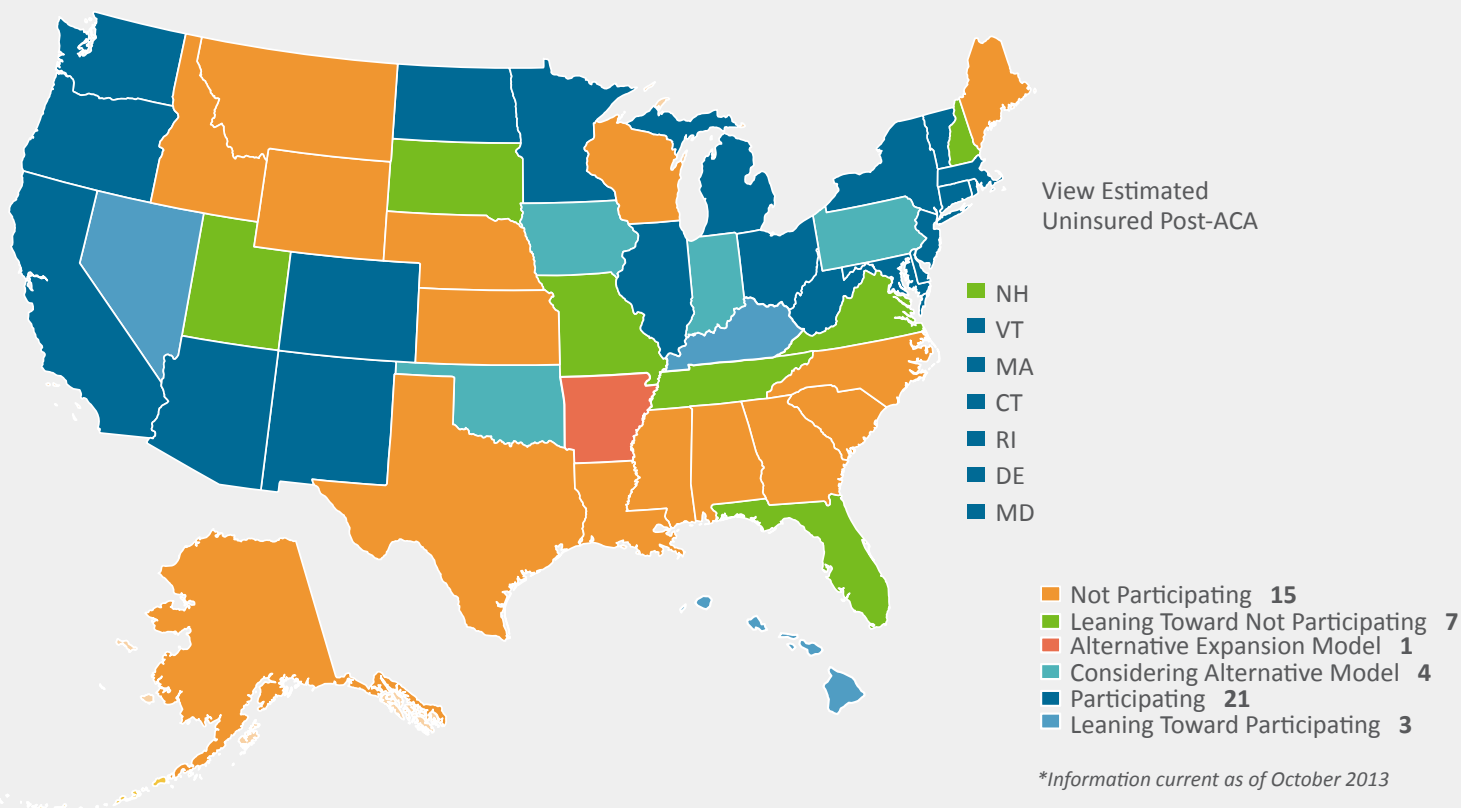 View Estimated
Uninsured Post-ACA
NH
VT
MA
CT
RI
DE
MD
Not Participating 15
Leaning Toward Not Participating 7
Alternative Expansion Model 1
Considering Alternative Model 4
Participating 21
Leaning Toward Participating 3
*Information current as of October 2013